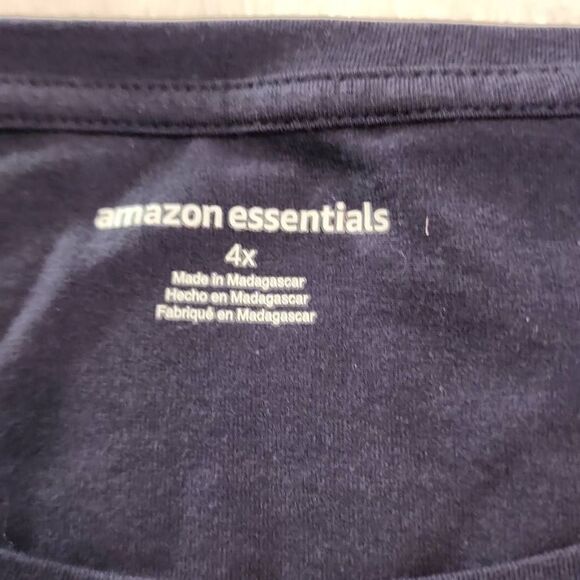 amazon essentials
4x
Made in Madagascar
Hecho en Madagascar
Fabriqué en Madagascar